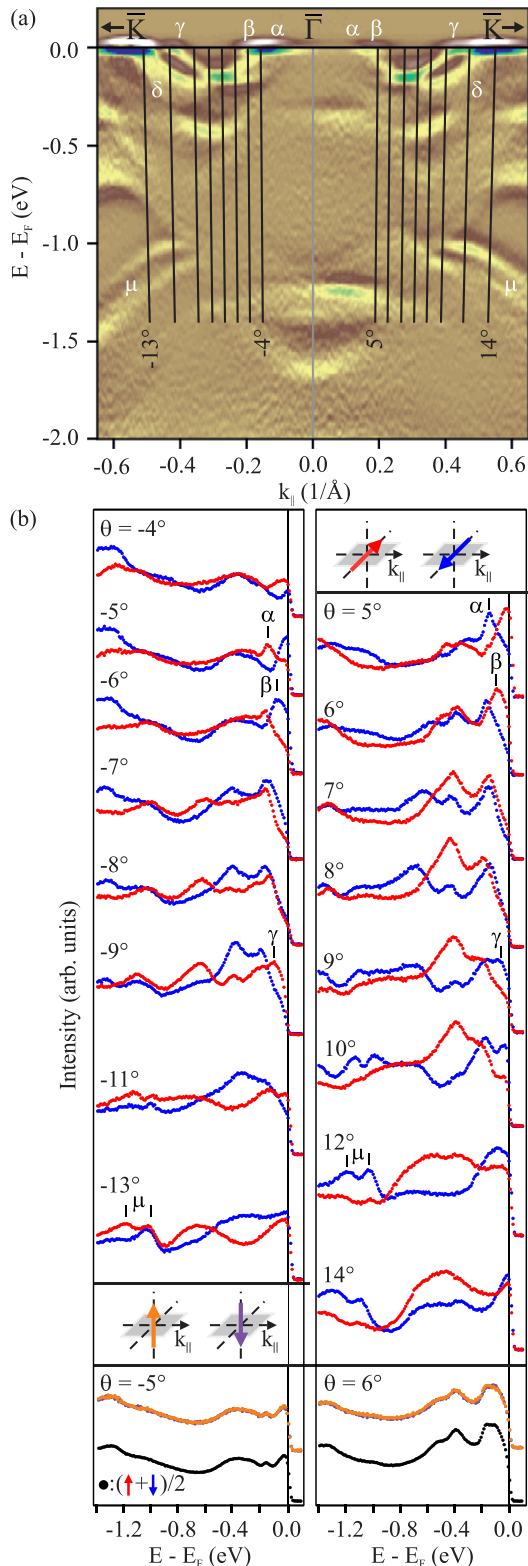 (a)
K̄ γ β α Γ̄ α β γ K̄
δ δ
0.0
-0.5
-1.0
-1.5
-2.0
E - E_F (eV)
μ μ
-13° -4° 5° 14°
-0.6 -0.4 -0.2 0.0 0.2 0.4 0.6
k_∥ (1/Å)
(b)
θ = -4°
-5°
α
-6°
β
-7°
-8°
-9°
γ
-11°
-13°
μ
k_∥ k_∥
θ = -5°
●:(↑+↓)/2
-1.2 -0.8 -0.4 0.0
E - E_F (eV)
Intensity (arb. units)
k_∥ k_∥
α
θ = 5°
β
6°
7°
8°
γ
9°
10°
12°
μ
14°
θ = 6°
-1.2 -0.8 -0.4 0.0
E - E_F (eV)